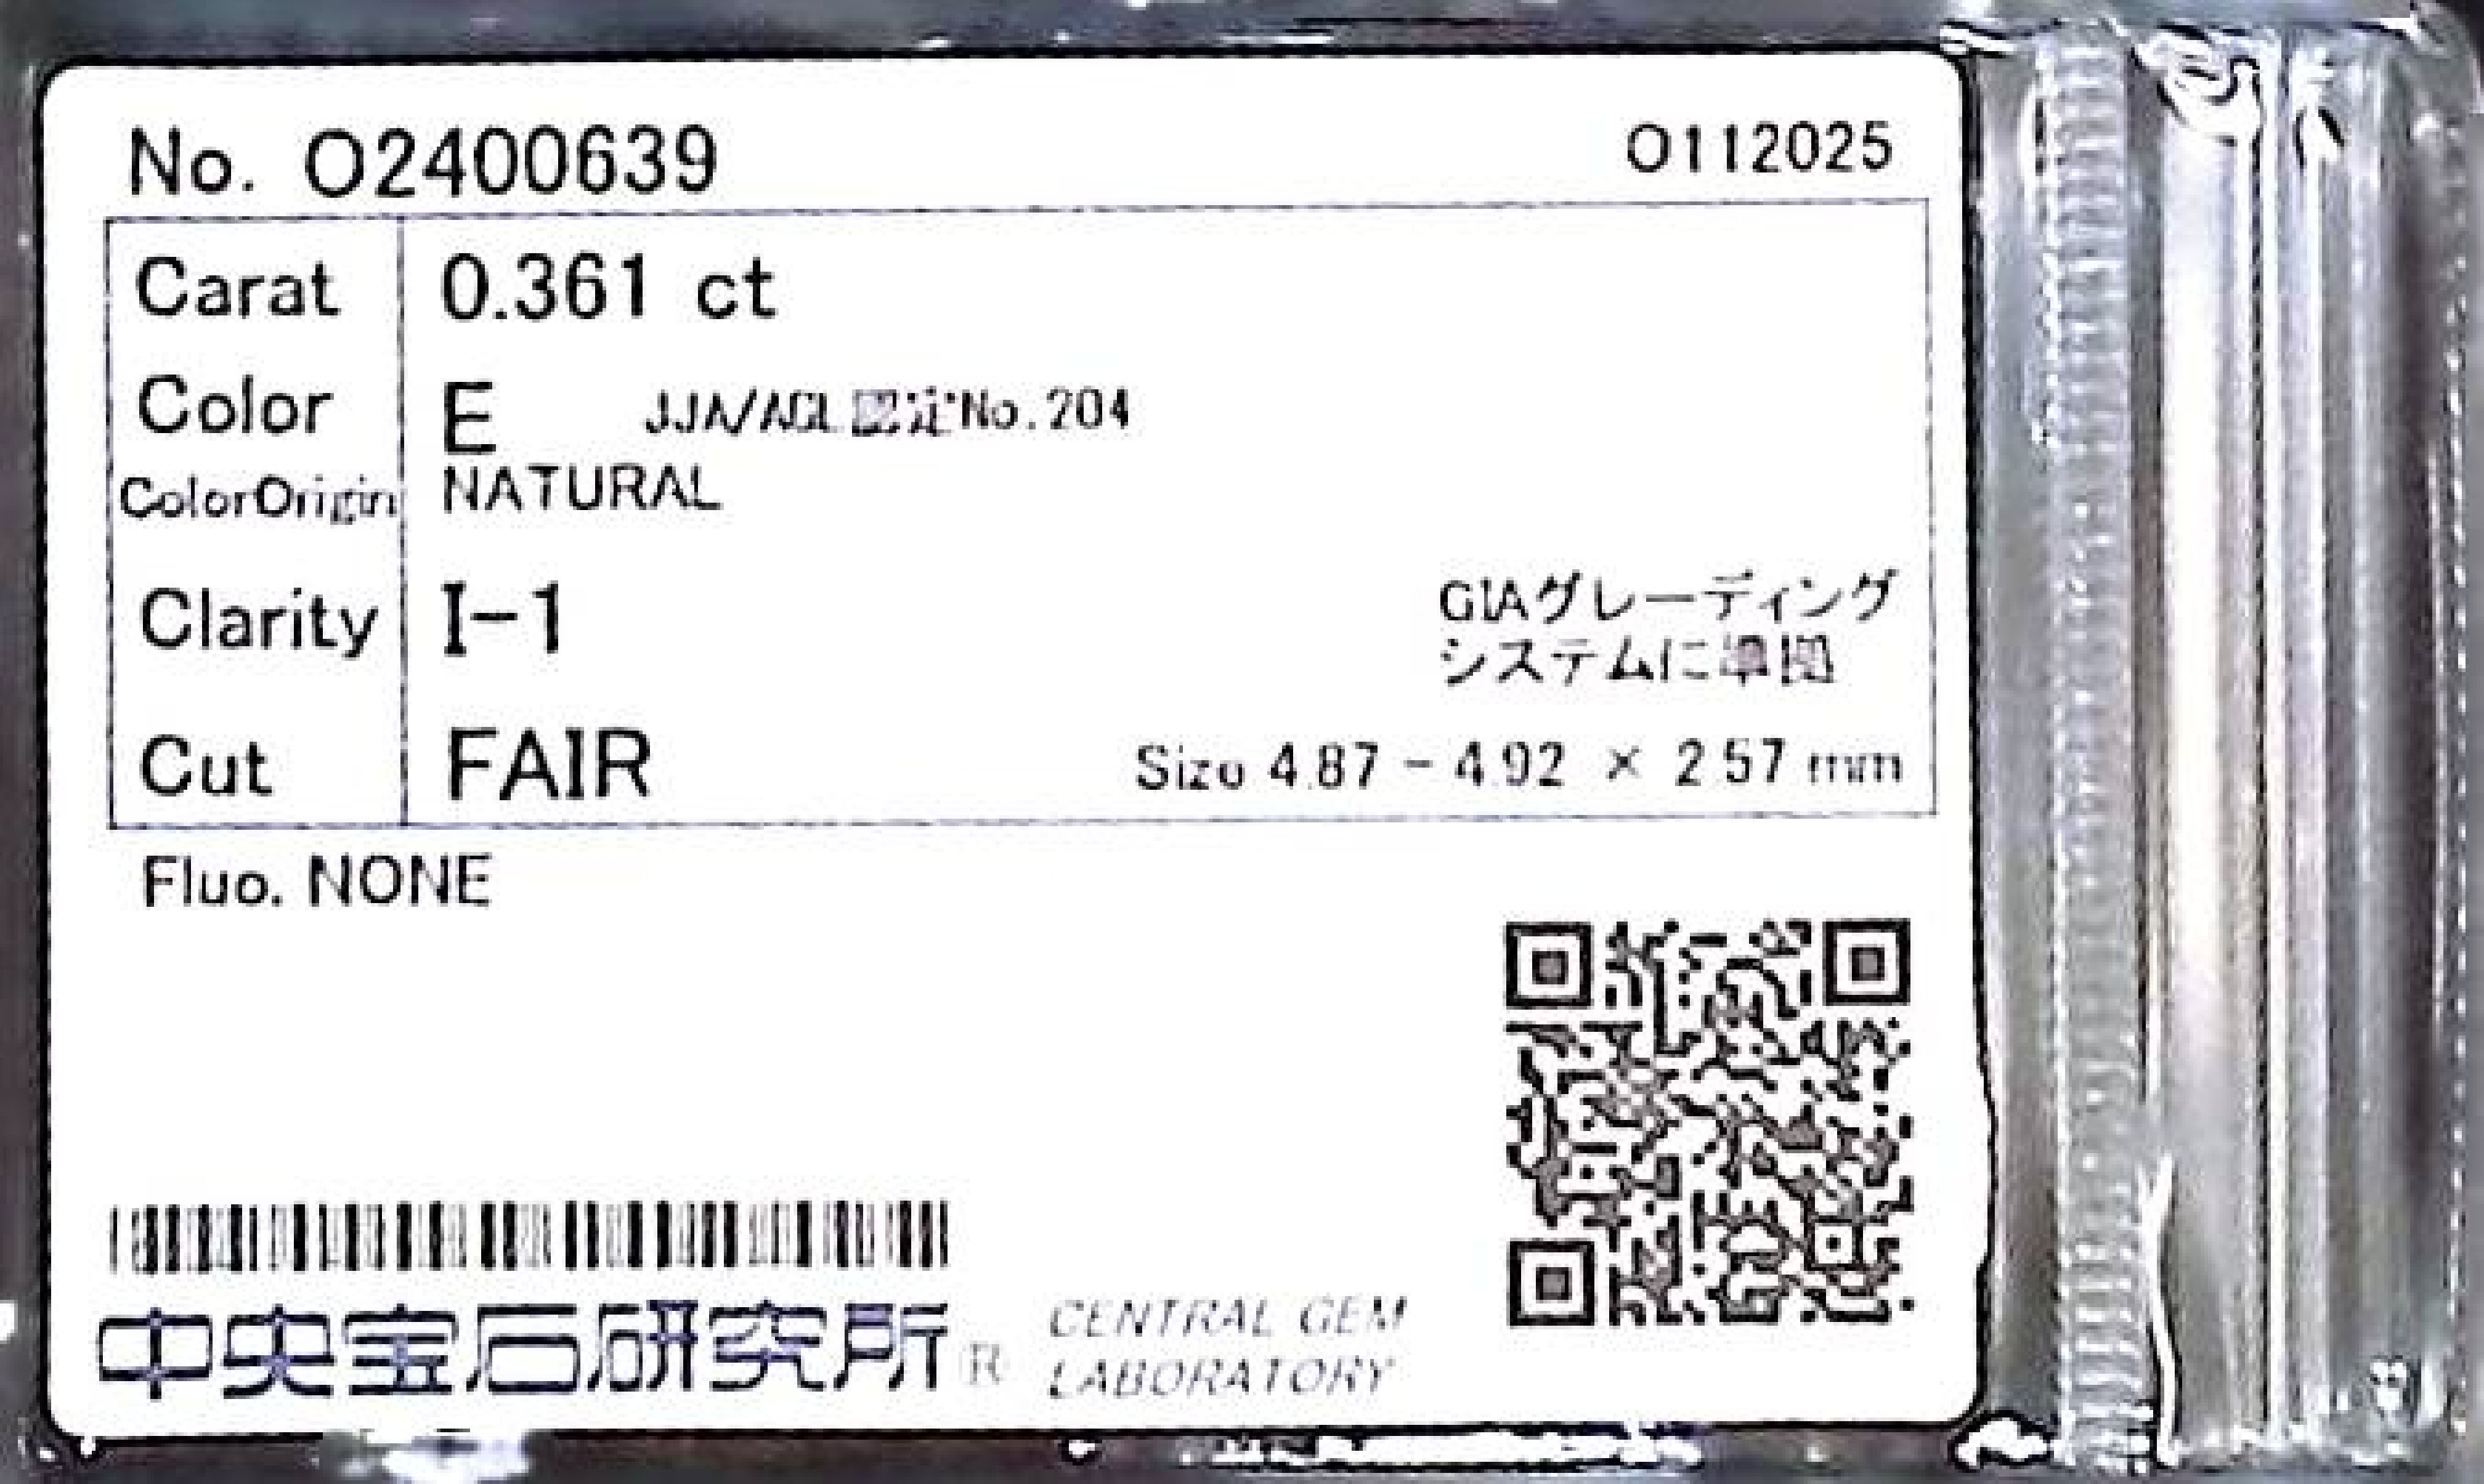 No. O2400639
O112025
Carat 0.361 ct
Color E JJA/AGL認定No.204
ColorOrigin NATURAL
Clarity I-1
GIAグレーディング
システムに準拠
Cut FAIR
Size 4.87 - 4.92 × 2.57 mm
Fluo. NONE
中央宝石研究所® CENTRAL GEM
LABORATORY